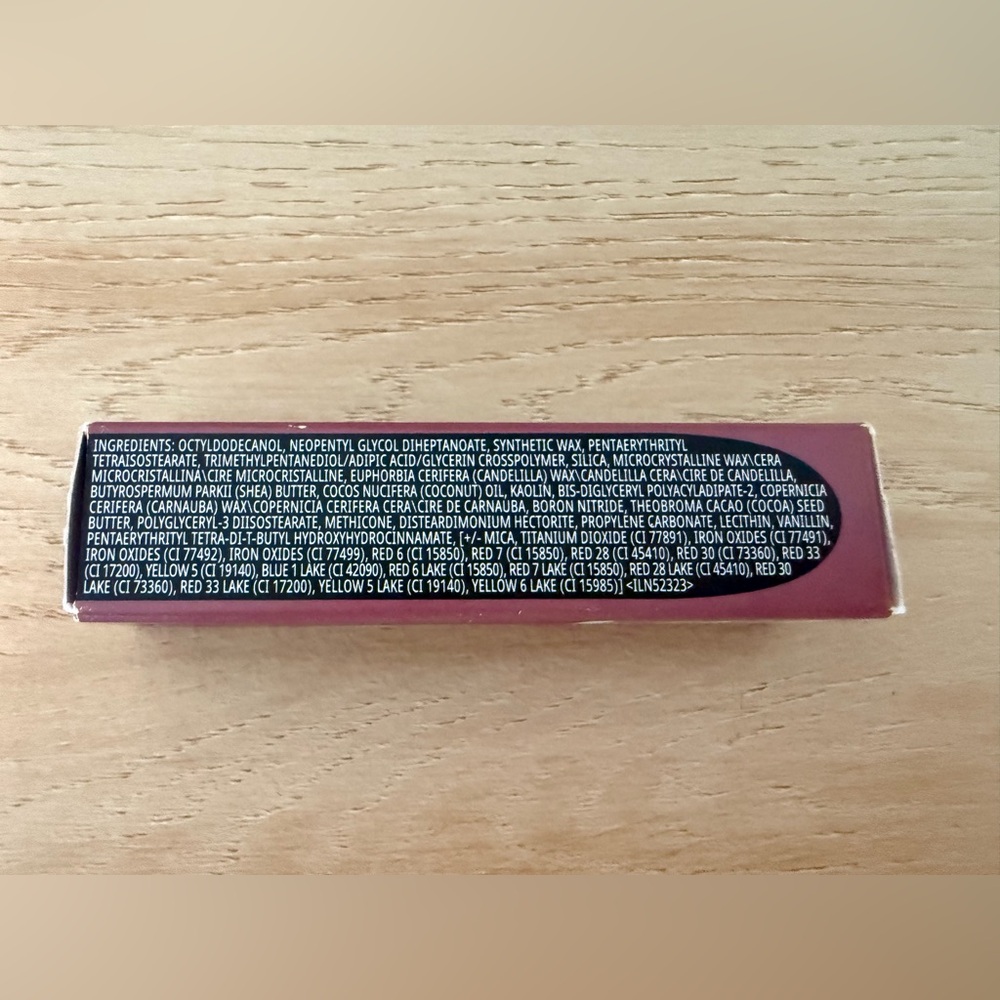 INGREDIENTS: OCTYLDODECANOL, NEOPENTYL GLYCOL DIHEPTANOATE, SYNTHETIC WAX, PENTAERYTHRITYL
TETRAISOSTEARATE, TRIMETHYLPENTANEDIOL/ADIPIC ACID/GLYCERIN CROSSPOLYMER, SILICA, MICROCRYSTALLINE WAX\CERA
MICROCRISTALLINA\CIRE MICROCRISTALLINE, EUPHORBIA CERIFERA (CANDELILLA) WAX\CANDELILLA CERA\CIRE DE CANDELILLA,
BUTYROSPERMUM PARKII (SHEA) BUTTER, COCOS NUCIFERA (COCONUT) OIL, KAOLIN, BIS-DIGLYCERYL POLYACYLADIPATE-2, COPERNICIA
CERIFERA (CARNAUBA) WAX\COPERNICIA CERIFERA CERA\CIRE DE CARNAUBA, BORON NITRIDE, THEOBROMA CACAO (COCOA) SEED
BUTTER, POLYGLYCERYL-3 DIISOSTEARATE, METHICONE, DISTEARDIMONIUM HECTORITE, PROPYLENE CARBONATE, LECITHIN, VANILLIN,
PENTAERYTHRITYL TETRA-DI-T-BUTYL HYDROXYHYDROCINNAMATE, [+/- MICA, TITANIUM DIOXIDE (CI 77891), IRON OXIDES (CI 77491),
IRON OXIDES (CI 77492), IRON OXIDES (CI 77499), RED 6 (CI 15850), RED 7 (CI 15850), RED 28 (CI 45410), RED 30 (CI 73360), RED 33
(CI 17200), YELLOW 5 (CI 19140), BLUE 1 LAKE (CI 42090), RED 6 LAKE (CI 15850), RED 7 LAKE (CI 15850), RED 28 LAKE (CI 45410), RED 30
LAKE (CI 73360), RED 33 LAKE (CI 17200), YELLOW 5 LAKE (CI 19140), YELLOW 6 LAKE (CI 15985)] <ILN52323>